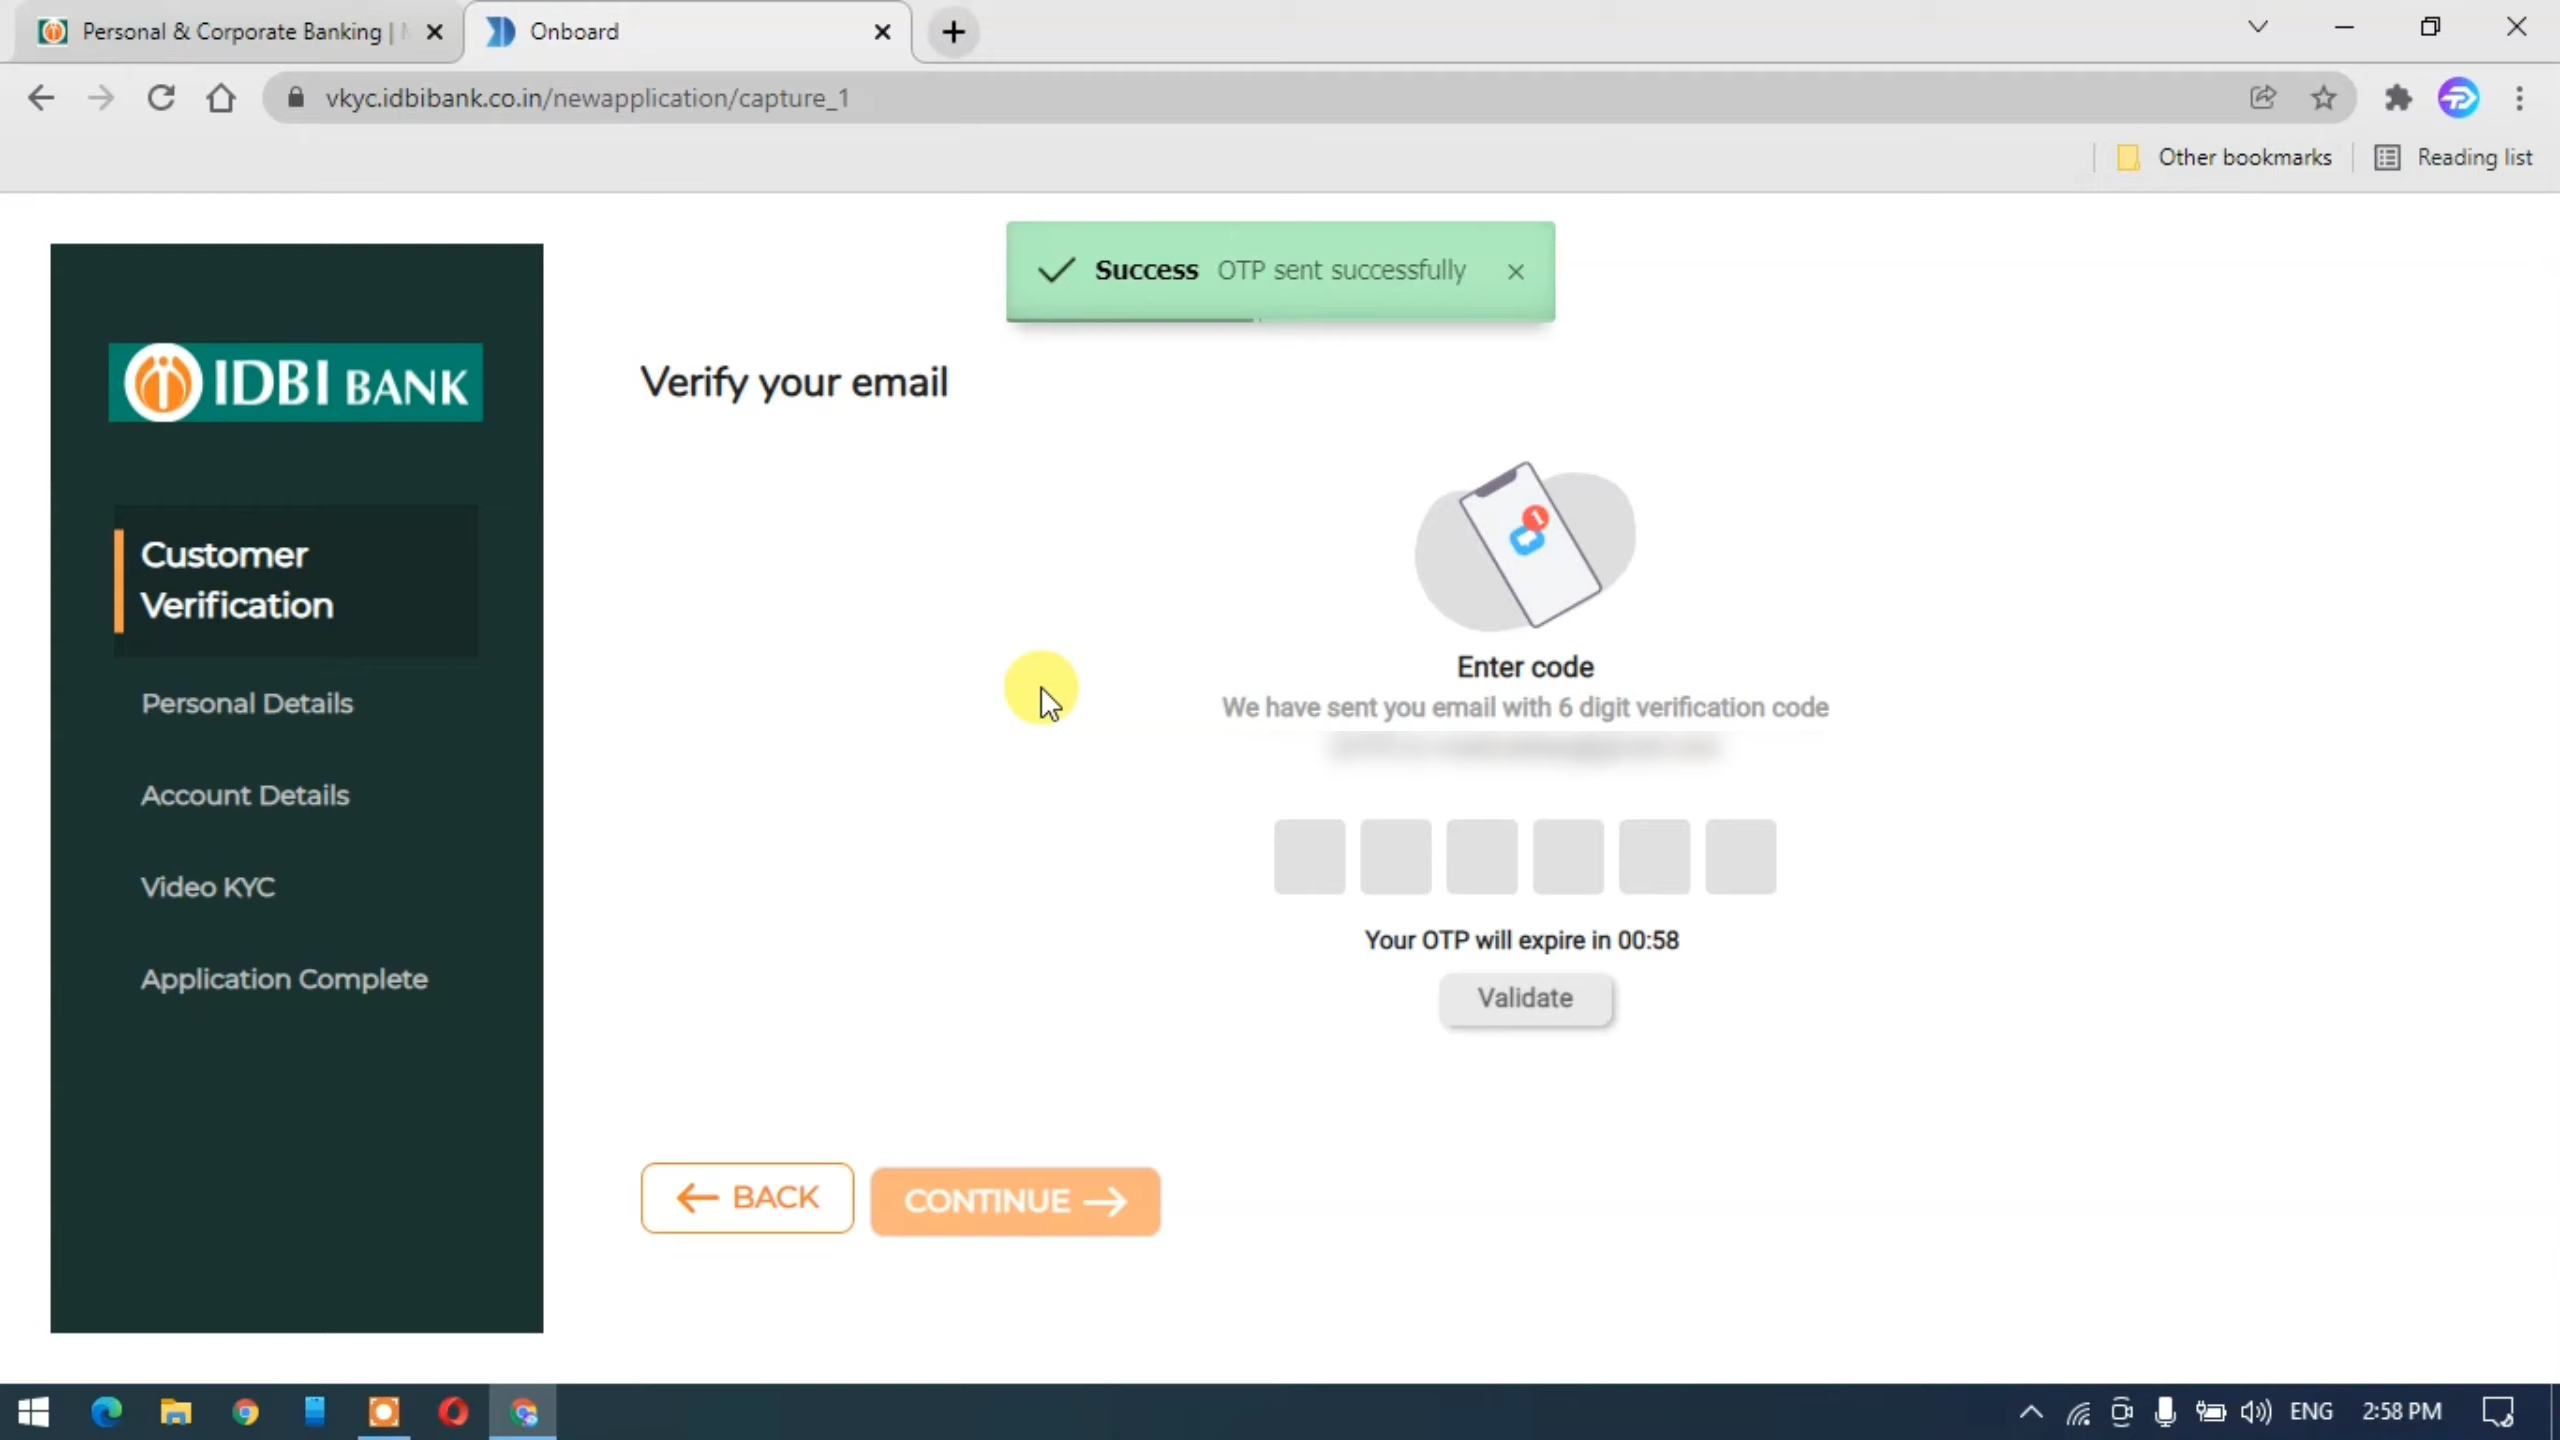 Personal & Corporate Banking |
Onboard
vkyc.idbibank.co.in/newapplication/capture_1
Other bookmarks
Reading list
Success OTP sent successfully
IDBI BANK
Customer
Verification
Personal Details
Account Details
Video KYC
Application Complete
Verify your email
1
Enter code
We have sent you email with 6 digit verification code
Your OTP will expire in 00:58
Validate
BACK
CONTINUE
ENG
2:58 PM